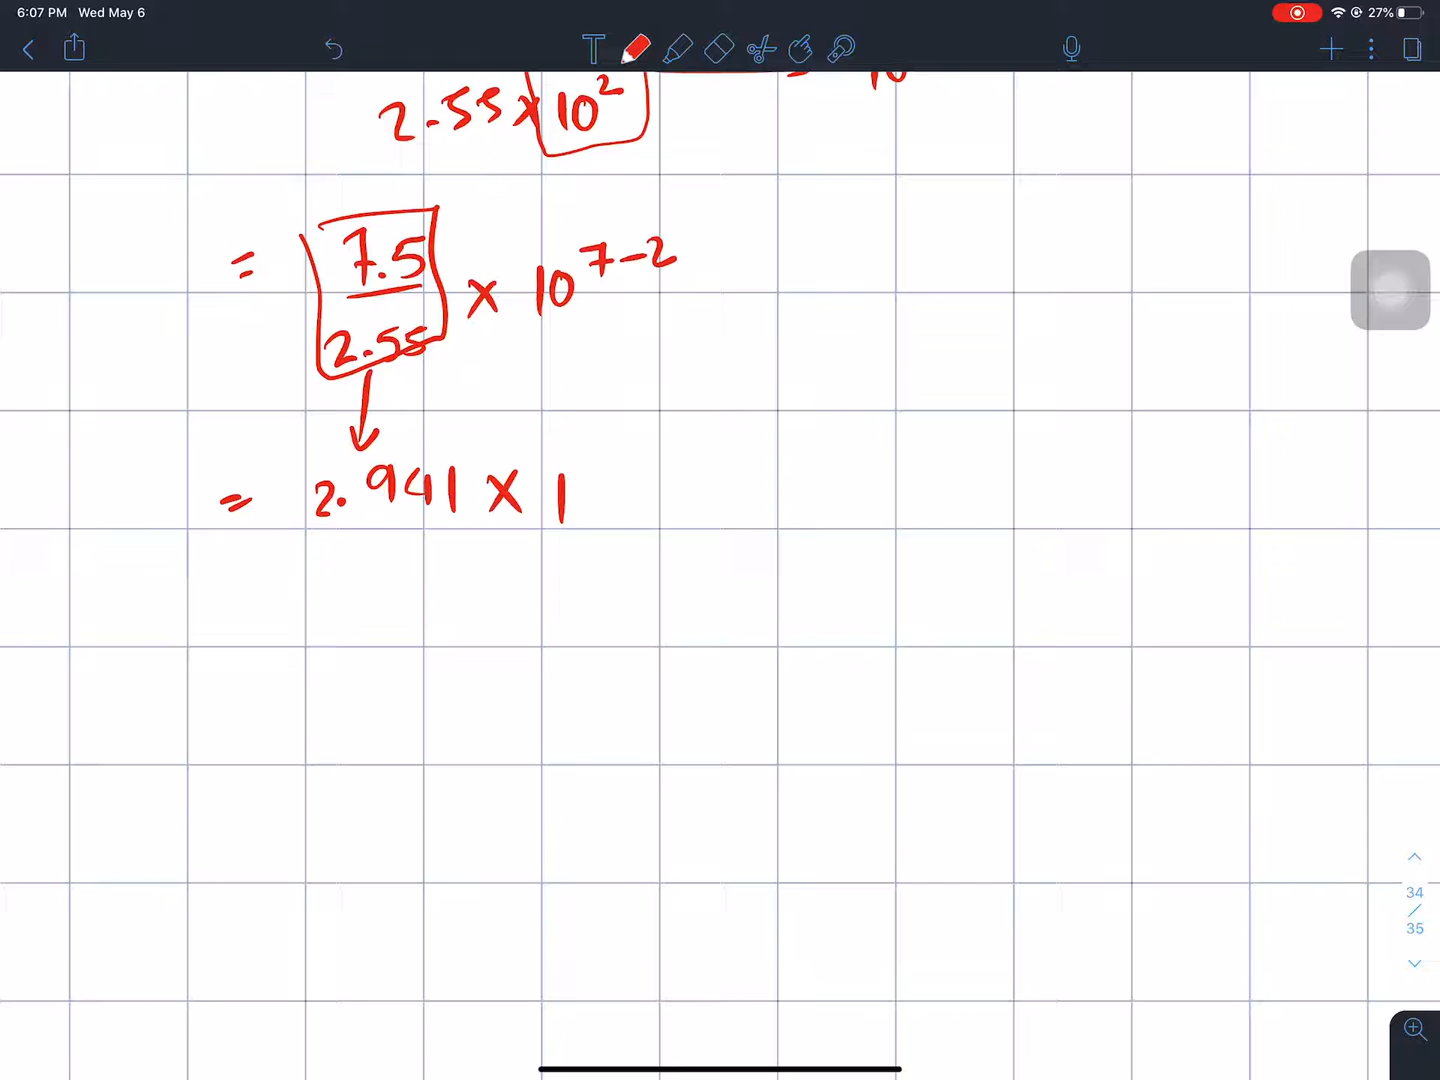 6:07 PM Wed May 6
27%
T
2.55 x 10²
= 7.5 / 2.55 x 10⁷⁻²
= 2.941 x 1
34
/
35